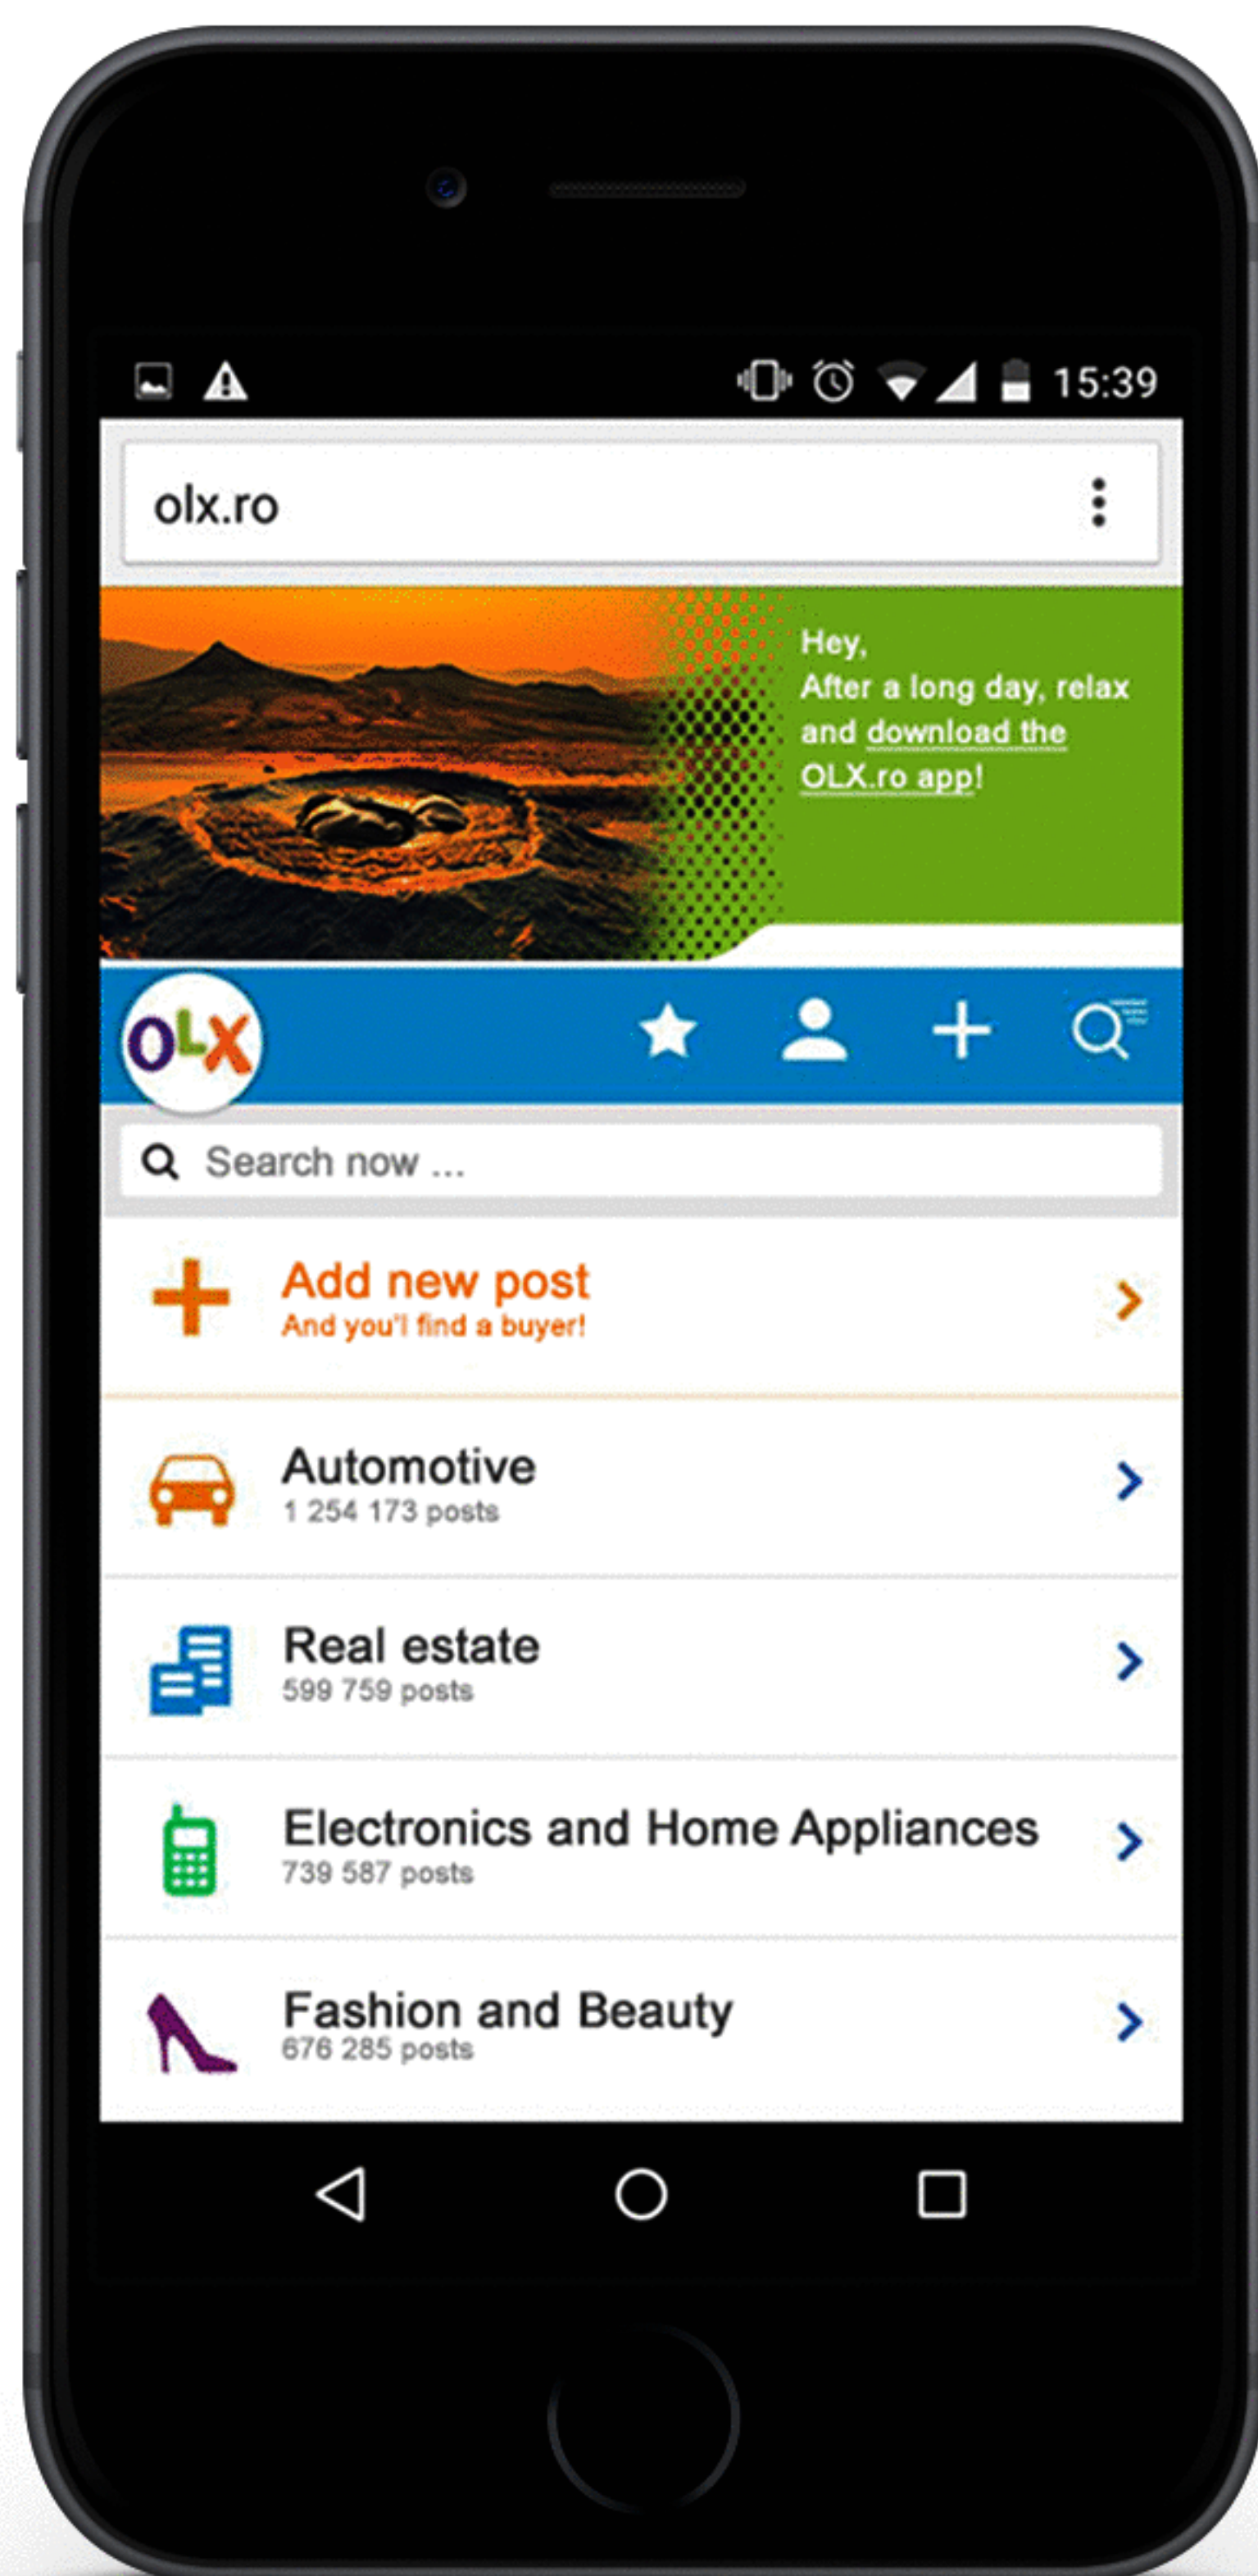 15:39
olx.ro
Hey,
After a long day, relax
and download the
OLX.ro app!
OLX
Search now ...
Add new post
And you'l find a buyer!
Automotive
1 254 173 posts
Real estate
599 759 posts
Electronics and Home Appliances
739 587 posts
Fashion and Beauty
676 285 posts